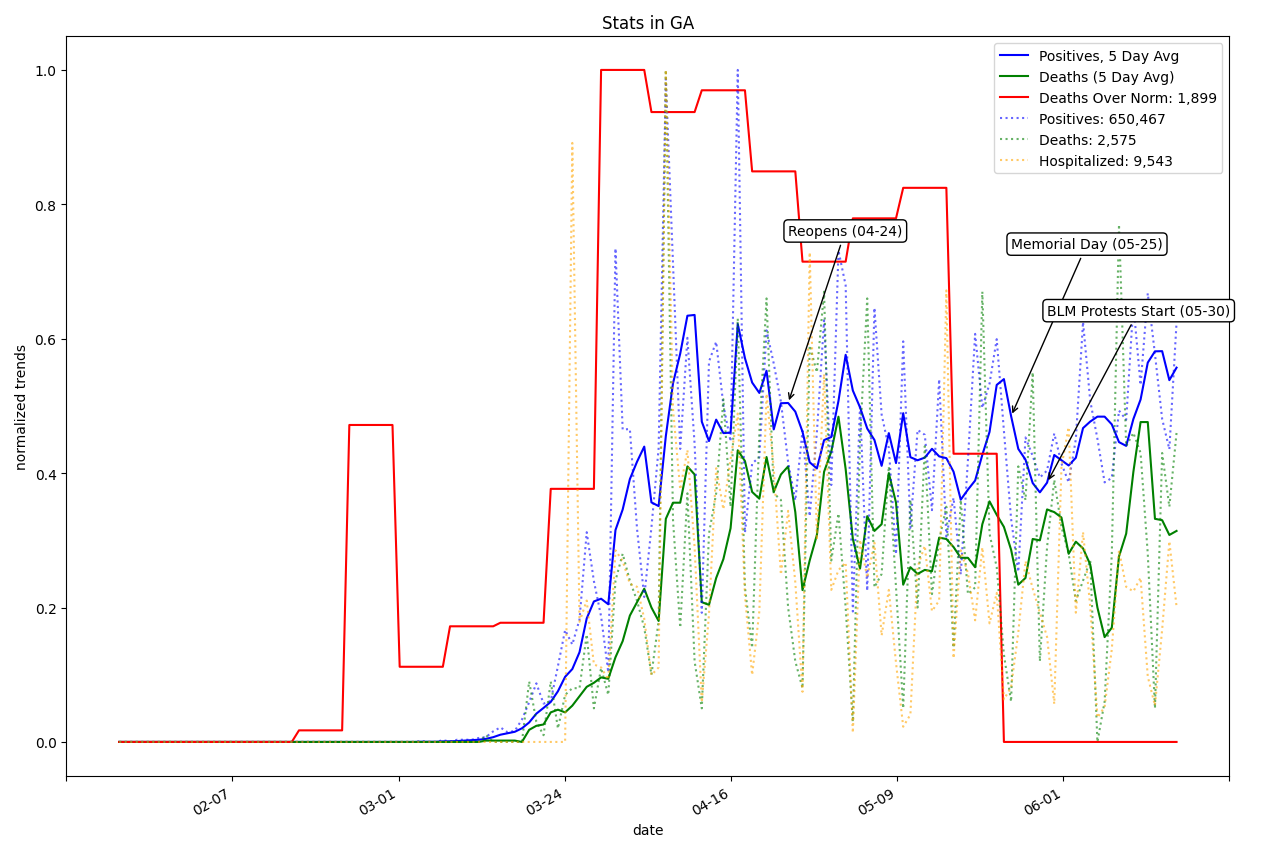 Stats in GA
1.0
0.8
0.6
0.4
0.2
0.0
normalized trends
Positives, 5 Day Avg
Deaths (5 Day Avg)
Deaths Over Norm: 1,899
Positives: 650,467
Deaths: 2,575
Hospitalized: 9,543
Reopens (04-24)
Memorial Day (05-25)
BLM Protests Start (05-30)
02-07
03-01
03-24
04-16
05-09
06-01
date